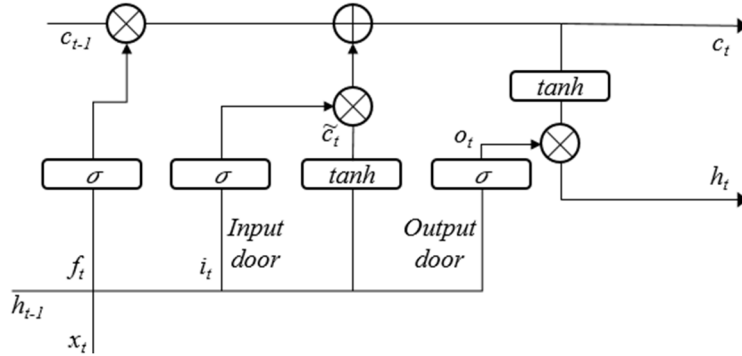 c_{t-1}
c_t
tanh
c̃_t
o_t
σ
σ
tanh
σ
h_t
Input
door
Output
door
f_t
i_t
h_{t-1}
x_t